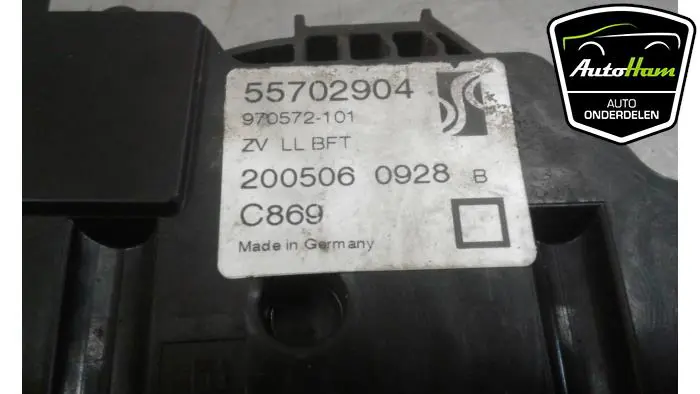 55702904
970572-101
ZV LL BFT
200506 0928 B
C869
Made in Germany
AutoHam
AUTO
ONDERDELEN